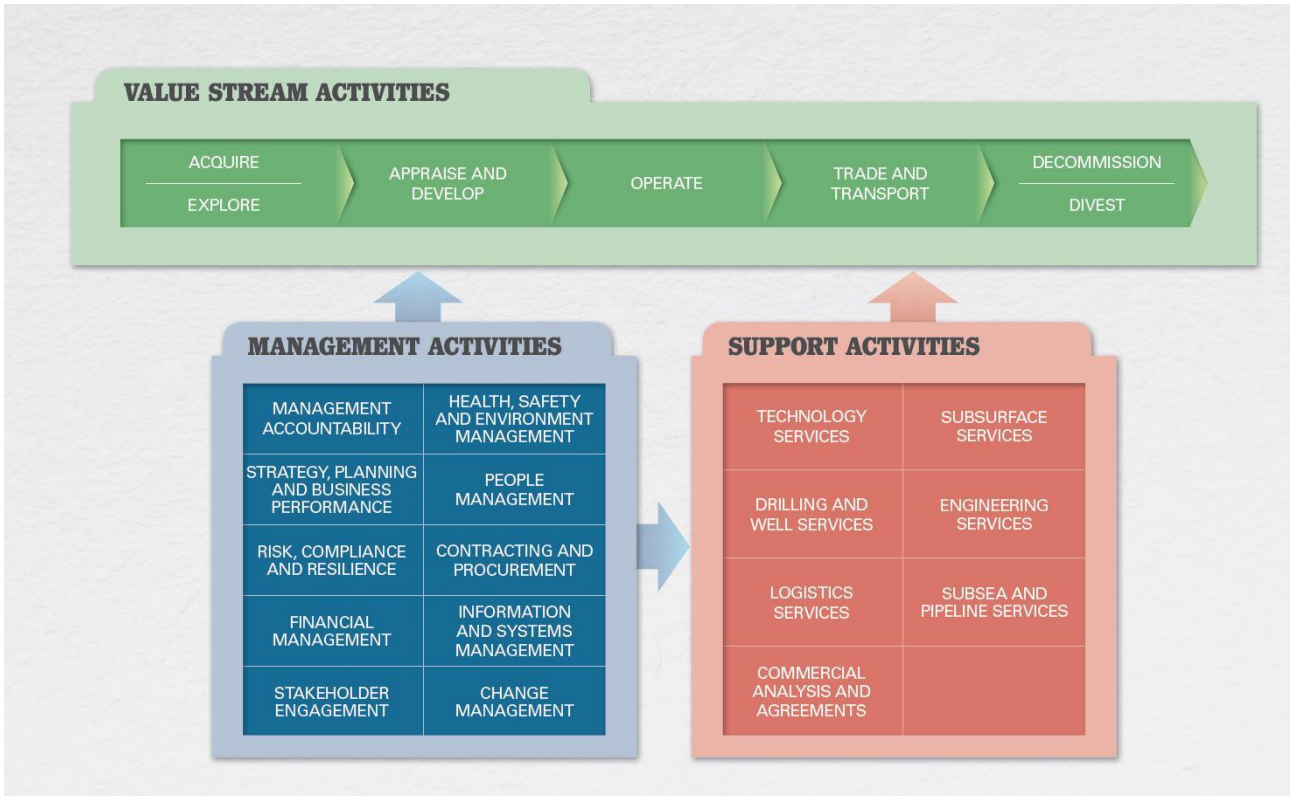 VALUE STREAM ACTIVITIES
ACQUIRE
EXPLORE
APPRAISE AND
DEVELOP
OPERATE
TRADE AND
TRANSPORT
DECOMMISSION
DIVEST
MANAGEMENT ACTIVITIES
MANAGEMENT
ACCOUNTABILITY
HEALTH, SAFETY
AND ENVIRONMENT
MANAGEMENT
STRATEGY, PLANNING
AND BUSINESS
PERFORMANCE
PEOPLE
MANAGEMENT
RISK, COMPLIANCE
AND RESILIENCE
CONTRACTING AND
PROCUREMENT
FINANCIAL
MANAGEMENT
INFORMATION
AND SYSTEMS
MANAGEMENT
STAKEHOLDER
ENGAGEMENT
CHANGE
MANAGEMENT
SUPPORT ACTIVITIES
TECHNOLOGY
SERVICES
SUBSURFACE
SERVICES
DRILLING AND
WELL SERVICES
ENGINEERING
SERVICES
LOGISTICS
SERVICES
SUBSEA AND
PIPELINE SERVICES
COMMERCIAL
ANALYSIS AND
AGREEMENTS